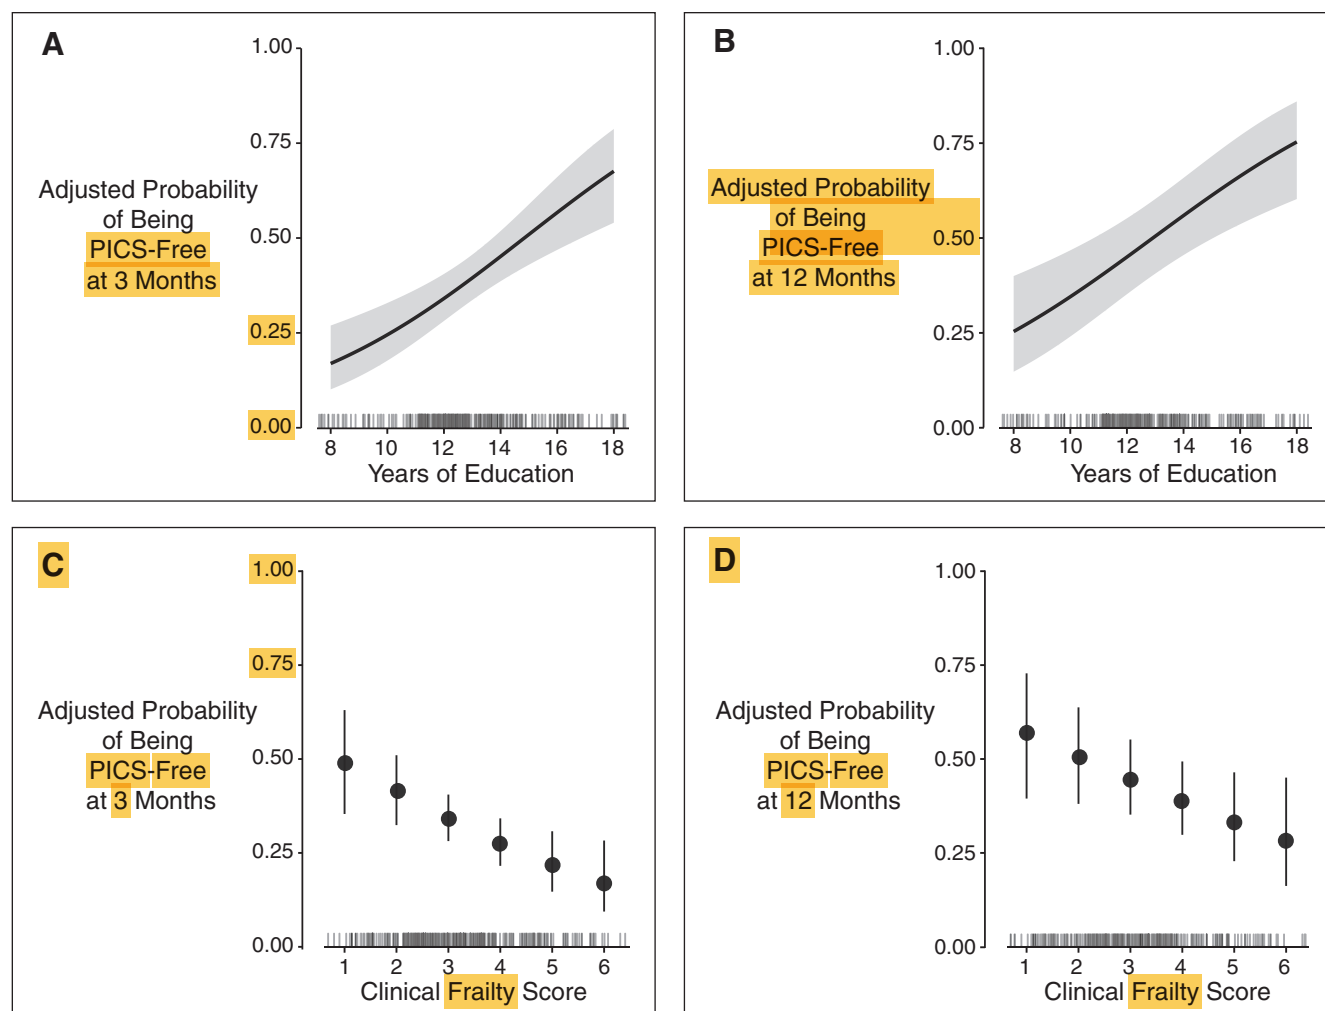 A
1.00
0.75
Adjusted Probability
of Being
PICS-Free
at 3 Months
0.50
0.25
0.00
8 10 12 14 16 18
Years of Education
B
1.00
0.75
Adjusted Probability
of Being
PICS-Free
at 12 Months
0.50
0.25
0.00
8 10 12 14 16 18
Years of Education
C
1.00
0.75
Adjusted Probability
of Being
PICS-Free
at 3 Months
0.50
0.25
0.00
1 2 3 4 5 6
Clinical Frailty Score
D
1.00
0.75
Adjusted Probability
of Being
PICS-Free
at 12 Months
0.50
0.25
0.00
1 2 3 4 5 6
Clinical Frailty Score